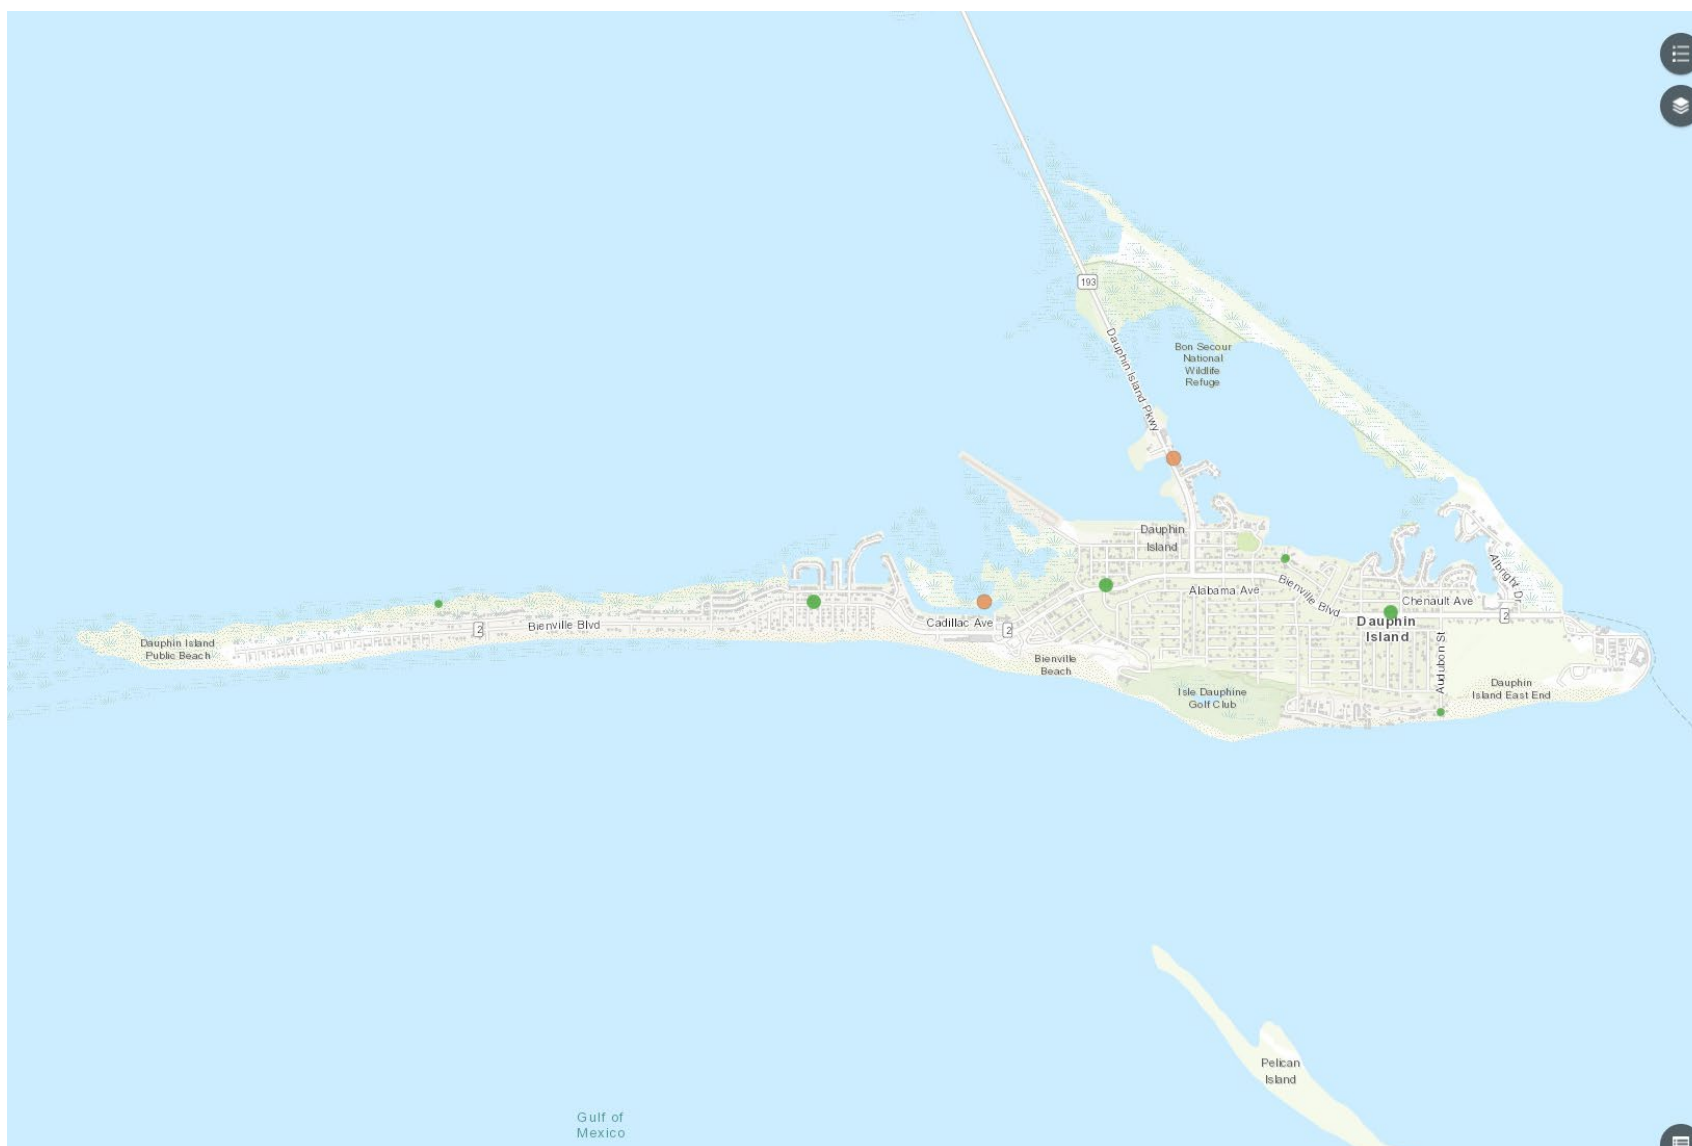 193
Dauphin Island Pkwy
Bon Secour
National
Wildlife
Refuge
Dauphin
Island
Alabama Ave
Bienville Blvd
Albright Dr
Chenault Ave
2
Dauphin
Island
Audubon St
Cadillac Ave
2
Bienville Blvd
2
Dauphin Island
Public Beach
Bienville
Beach
Isle Dauphine
Golf Club
Dauphin
Island East End
Pelican
Island
Gulf of
Mexico